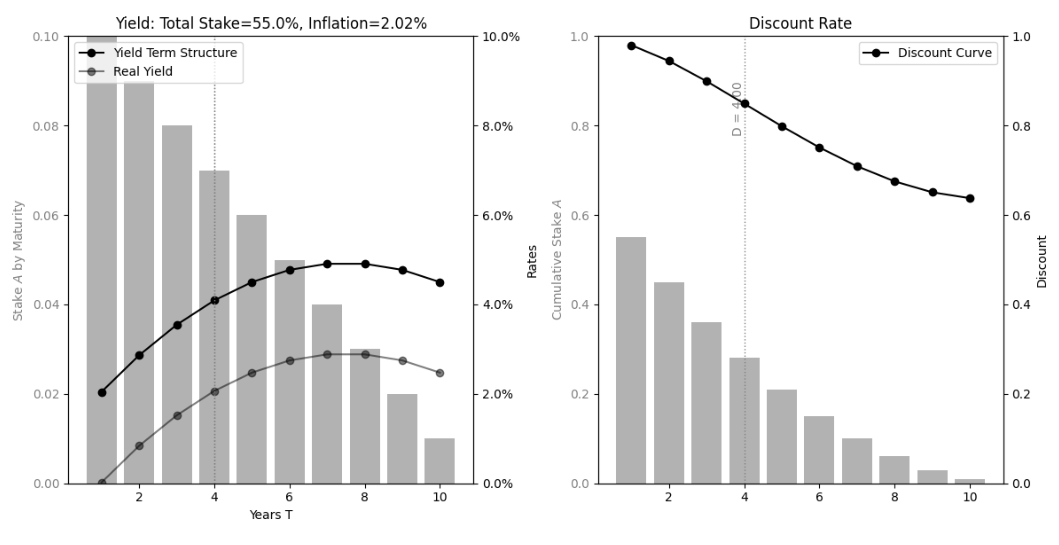 Yield: Total Stake=55.0%, Inflation=2.02%
Yield Term Structure
Real Yield
Stake A by Maturity
0.10
0.08
0.06
0.04
0.02
0.00
10.0%
8.0%
6.0%
4.0%
2.0%
0.0%
Rates
2 4 6 8 10
Years T
Discount Rate
Discount Curve
D = 4.00
Cumulative Stake A
1.0
0.8
0.6
0.4
0.2
0.0
1.0
0.8
0.6
0.4
0.2
0.0
Discount
2 4 6 8 10